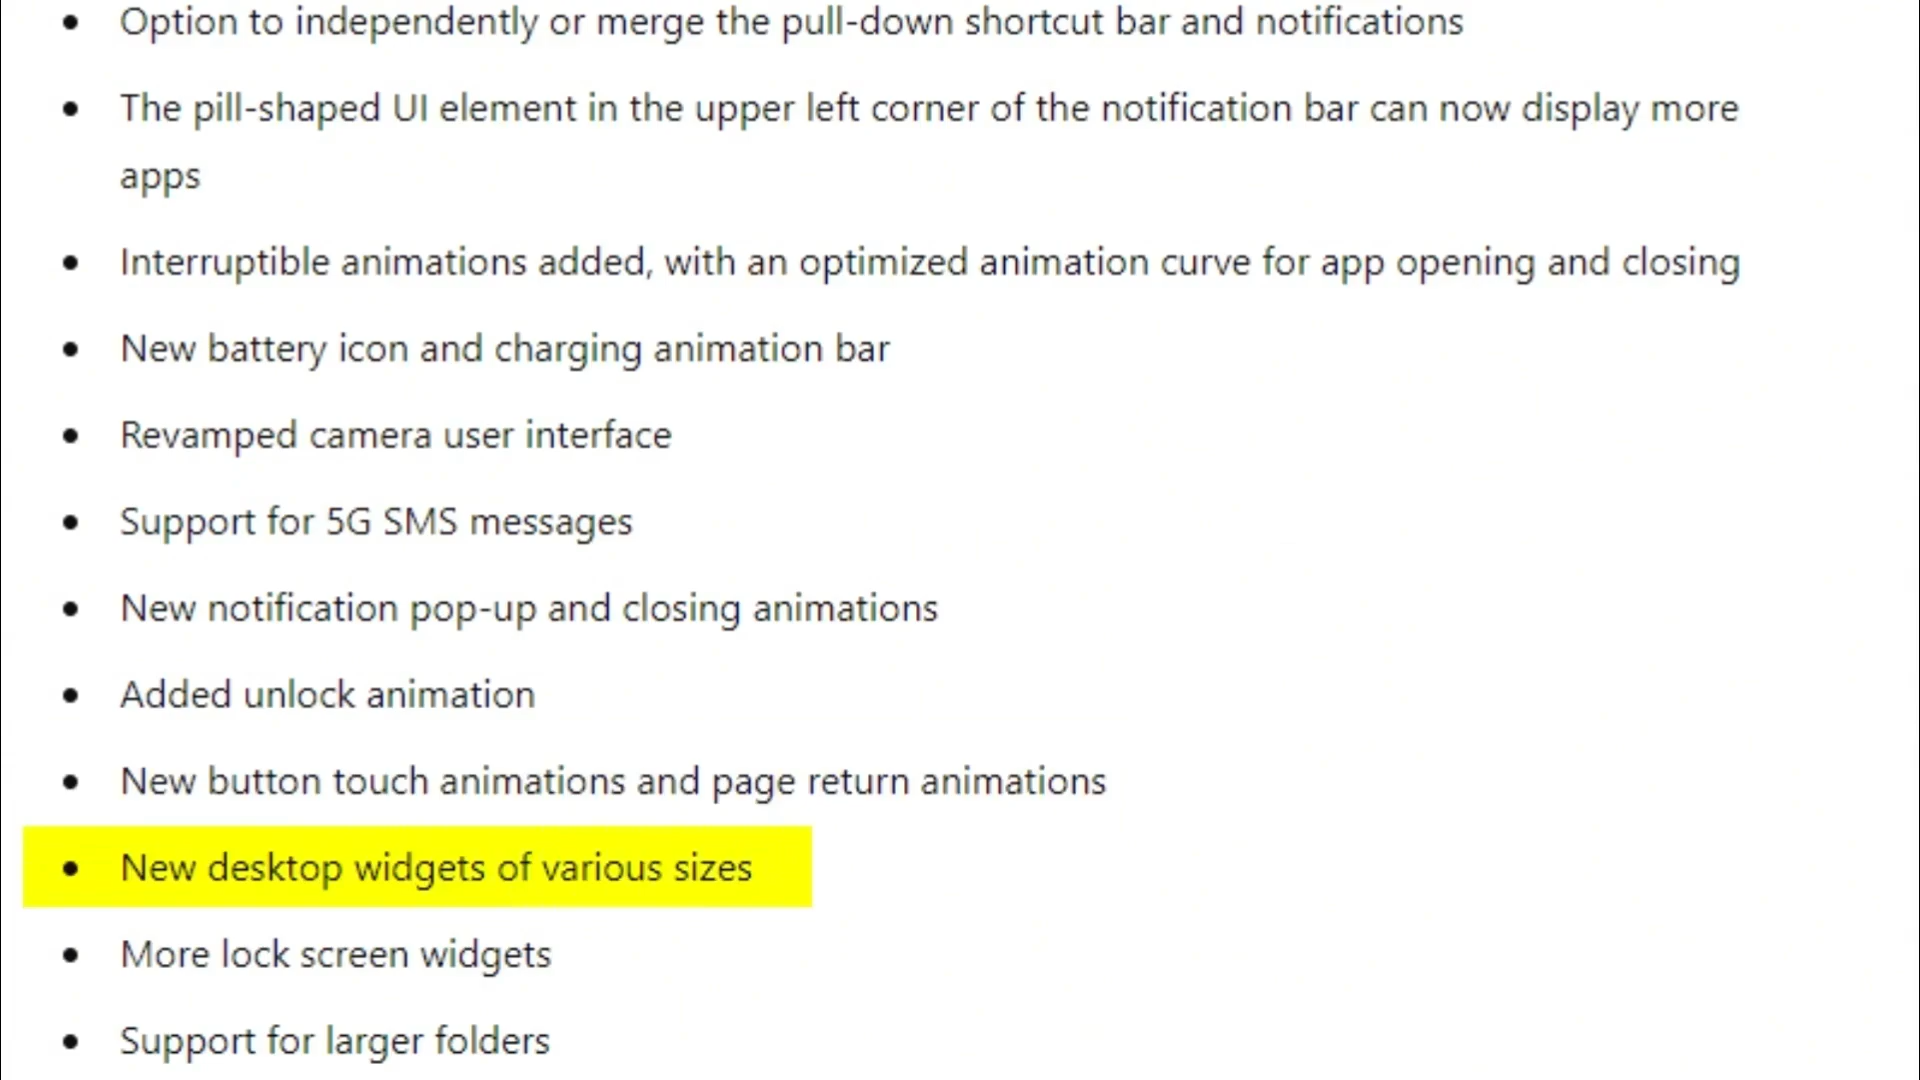 • Option to independently or merge the pull-down shortcut bar and notifications
• The pill-shaped UI element in the upper left corner of the notification bar can now display more
apps
• Interruptible animations added, with an optimized animation curve for app opening and closing
• New battery icon and charging animation bar
• Revamped camera user interface
• Support for 5G SMS messages
• New notification pop-up and closing animations
• Added unlock animation
• New button touch animations and page return animations
• New desktop widgets of various sizes
• More lock screen widgets
• Support for larger folders